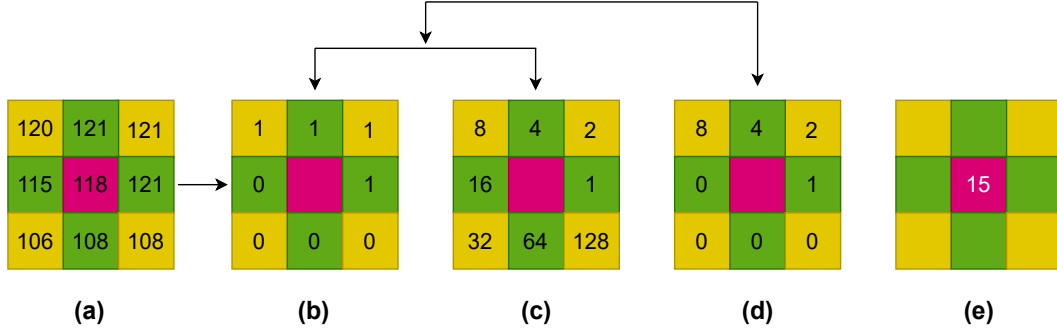 120 121 121 1 1 1 8 4 2 8 4 2
115 118 121 0 1 16 1 0 1 15
106 108 108 0 0 0 32 64 128 0 0 0
(a) (b) (c) (d) (e)